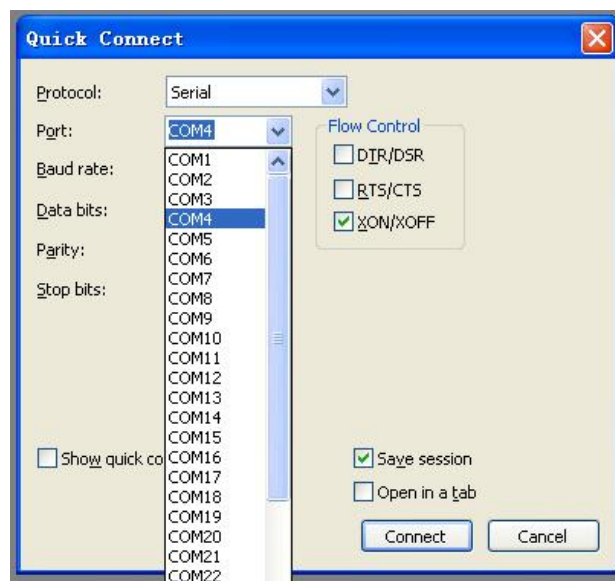 Quick Connect
Protocol:
Serial
Port:
COM4
Flow Control
COM1
DTR/DSR
Baud rate:
COM2
COM3
RTS/CTS
Data bits:
COM4
XON/XOFF
COM5
Parity:
COM6
COM7
Stop bits:
COM8
COM9
COM10
COM11
COM12
COM13
COM14
COM15
Show quick co
COM16
Save session
COM17
COM18
Open in a tab
COM19
COM20
Connect
Cancel
COM21
COM22